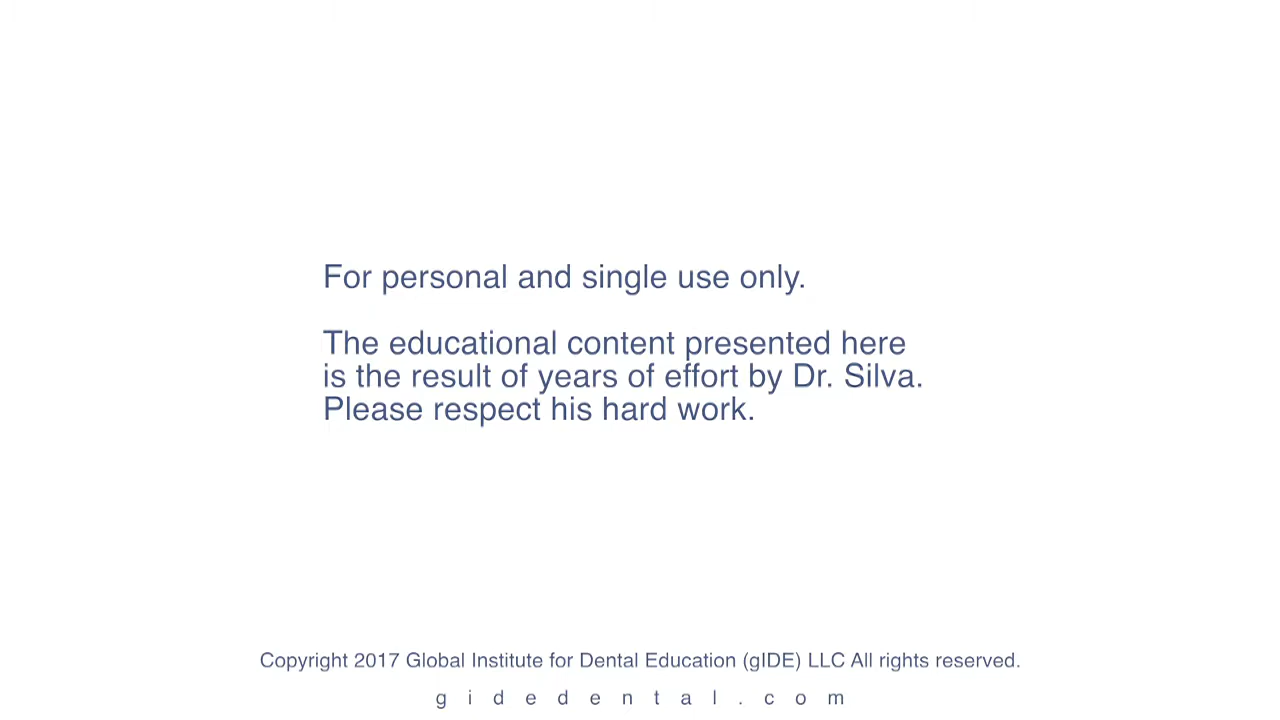 For personal and single use only.
The educational content presented here
is the result of years of effort by Dr. Silva.
Please respect his hard work.
Copyright 2017 Global Institute for Dental Education (gIDE) LLC All rights reserved.
gidedental.com